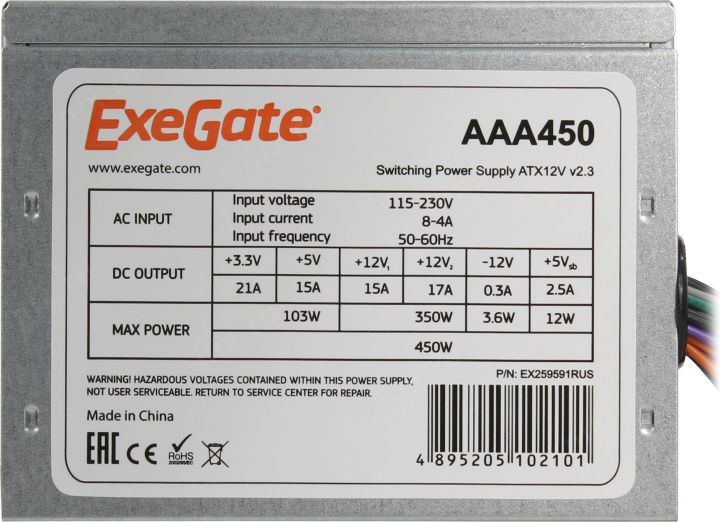 ExeGate®
AAA450
www.exegate.com
Switching Power Supply ATX12V v2.3
AC INPUT
Input voltage 115-230V
Input current 8-4A
Input frequency 50-60Hz
DC OUTPUT
+3.3V +5V +12V₁ +12V₂ -12V +5Vsb
21A 15A 15A 17A 0.3A 2.5A
MAX POWER
103W 350W 3.6W 12W
450W
P/N: EX259591RUS
WARNING! HAZARDOUS VOLTAGES CONTAINED WITHIN THIS POWER SUPPLY,
NOT USER SERVICEABLE. RETURN TO SERVICE CENTER FOR REPAIR.
Made in China
EAC CE RoHS
2002/95/EC
4 895205 102101